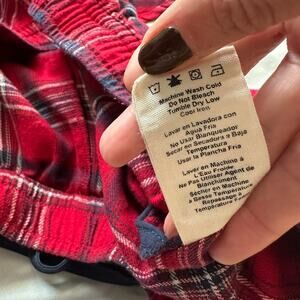 Machine Wash Cold
Do Not Bleach
Tumble Dry Low
Cool Iron
Lavar en Lavadora con
Agua Fria
No Usar Blanqueador
Secar en Secadora a Baja
Temperatura
Usar la Plancha Fria
Laver en Machine à
L'Eau Froide
Ne Pas Utiliser Agent de
Blanchiment
Sécher en Machine
a Basse Température
Repassage à
Température